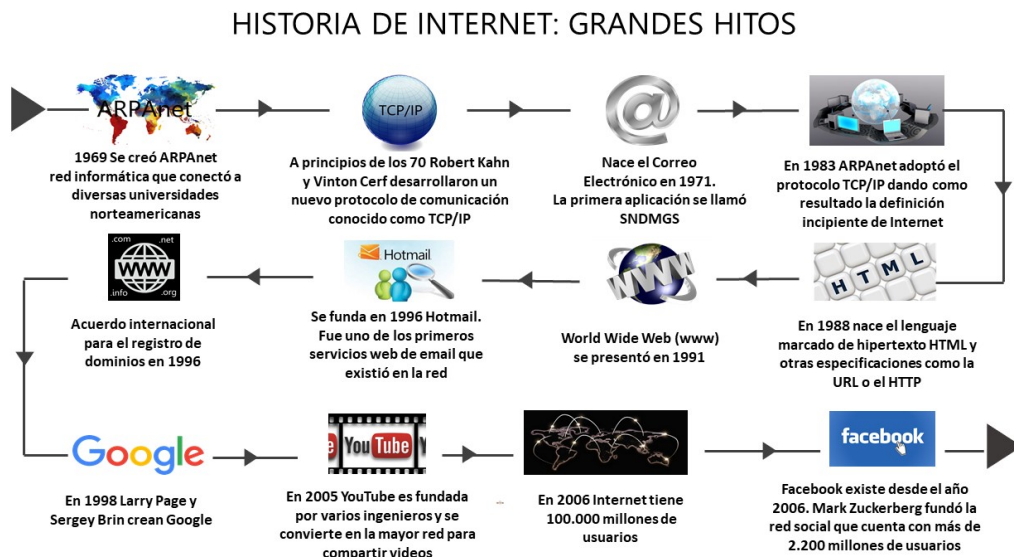 HISTORIA DE INTERNET: GRANDES HITOS
ARPAnet
1969 Se creó ARPAnet
red informática que conectó a
diversas universidades
norteamericanas
TCP/IP
A principios de los 70 Robert Kahn
y Vinton Cerf desarrollaron un
nuevo protocolo de comunicación
conocido como TCP/IP
@
Nace el Correo
Electrónico en 1971.
La primera aplicación se llamó
SNDMGS
En 1983 ARPAnet adoptó el
protocolo TCP/IP dando como
resultado la definición
incipiente de Internet
HTML
En 1988 nace el lenguaje
marcado de hipertexto HTML y
otras especificaciones como la
URL o el HTTP
WWW
World Wide Web (www)
se presentó en 1991
Hotmail
Se funda en 1996 Hotmail.
Fue uno de los primeros
servicios web de email que
existió en la red
.com .net
WWW
.info .org
Acuerdo internacional
para el registro de
dominios en 1996
Google
En 1998 Larry Page y
Sergey Brin crean Google
YouTube
En 2005 YouTube es fundada
por varios ingenieros y se
convierte en la mayor red para
compartir videos
En 2006 Internet tiene
100.000 millones de
usuarios
facebook
Facebook existe desde el año
2006. Mark Zuckerberg fundó la
red social que cuenta con más de
2.200 millones de usuarios